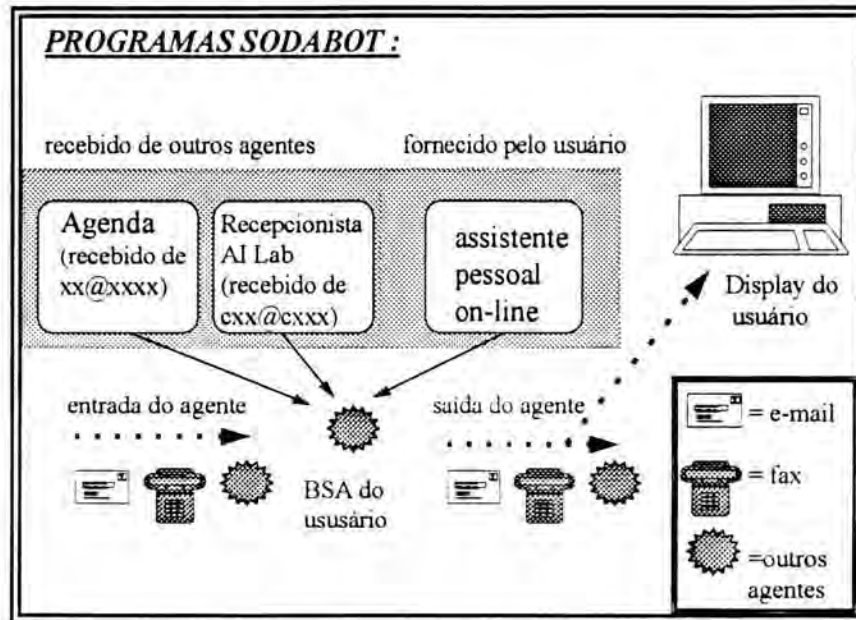 PROGRAMAS SODABOT :
recebido de outros agentes
fornecido pelo usuário
Agenda
(recebido de
xx@xxxx)
Recepcionista
AI Lab
(recebido de
cxx@cxxx)
assistente
pessoal
on-line
Display do
usuário
entrada do agente
saída do agente
BSA do
ususário
= e-mail
= fax
=outros
agentes